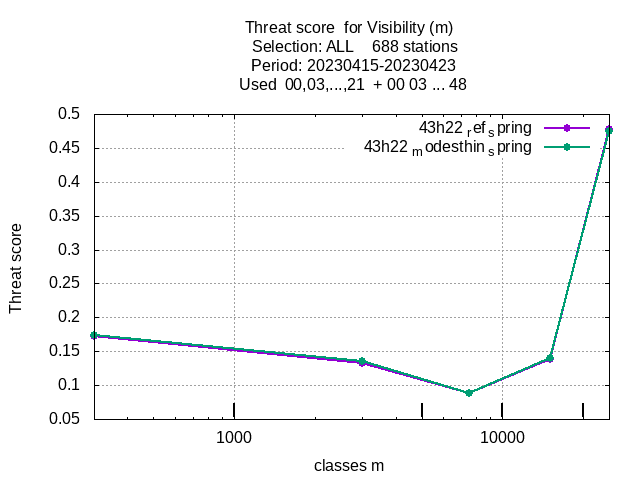 Threat score  for Visibility (m)
Selection: ALL    688 stations
Period: 20230415-20230423
Used  00,03,...,21  + 00 03 ... 48
43h22 ref spring
43h22 modesthin spring
0.5
0.45
0.4
0.35
0.3
0.25
0.2
0.15
0.1
0.05
Threat score
1000
10000
classes m